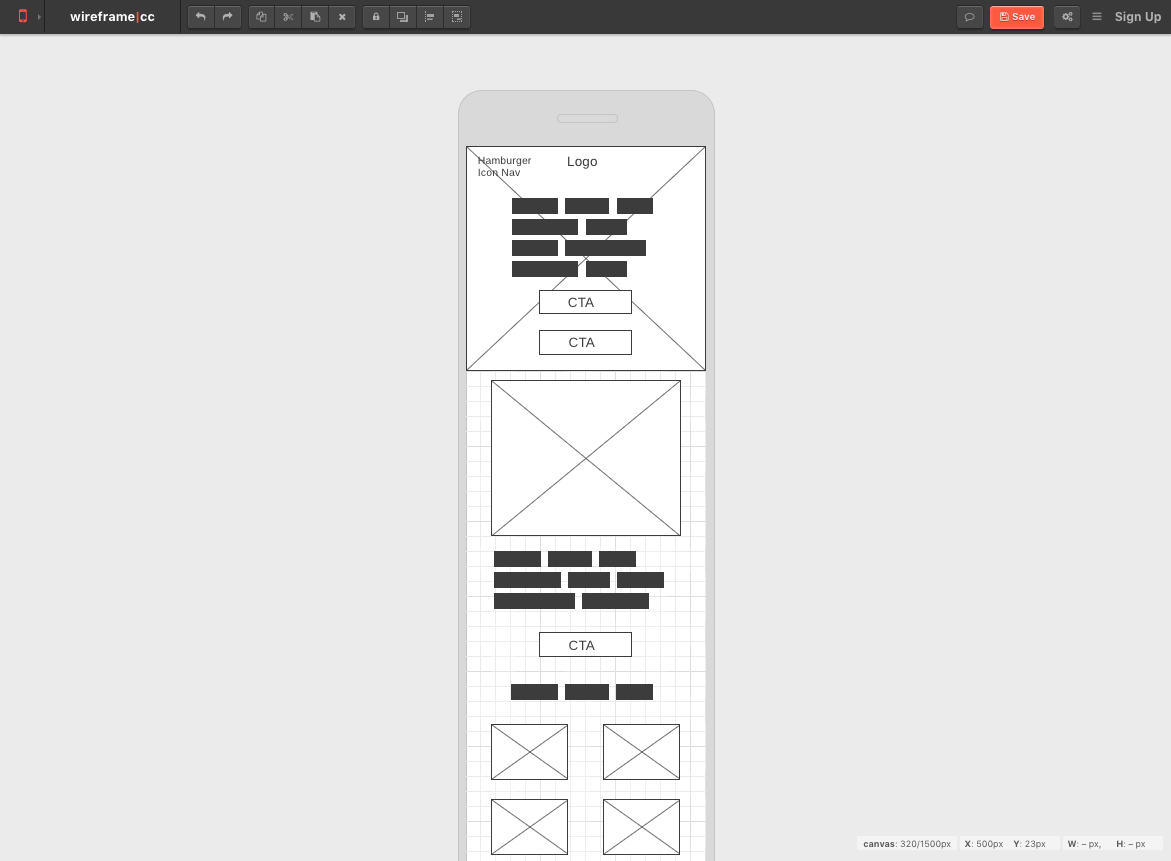 wireframe|cc
Save
Sign Up
Hamburger
Icon Nav
Logo
CTA
CTA
CTA
canvas: 320/1500px X: 500px Y: 23px W: – px, H: – px